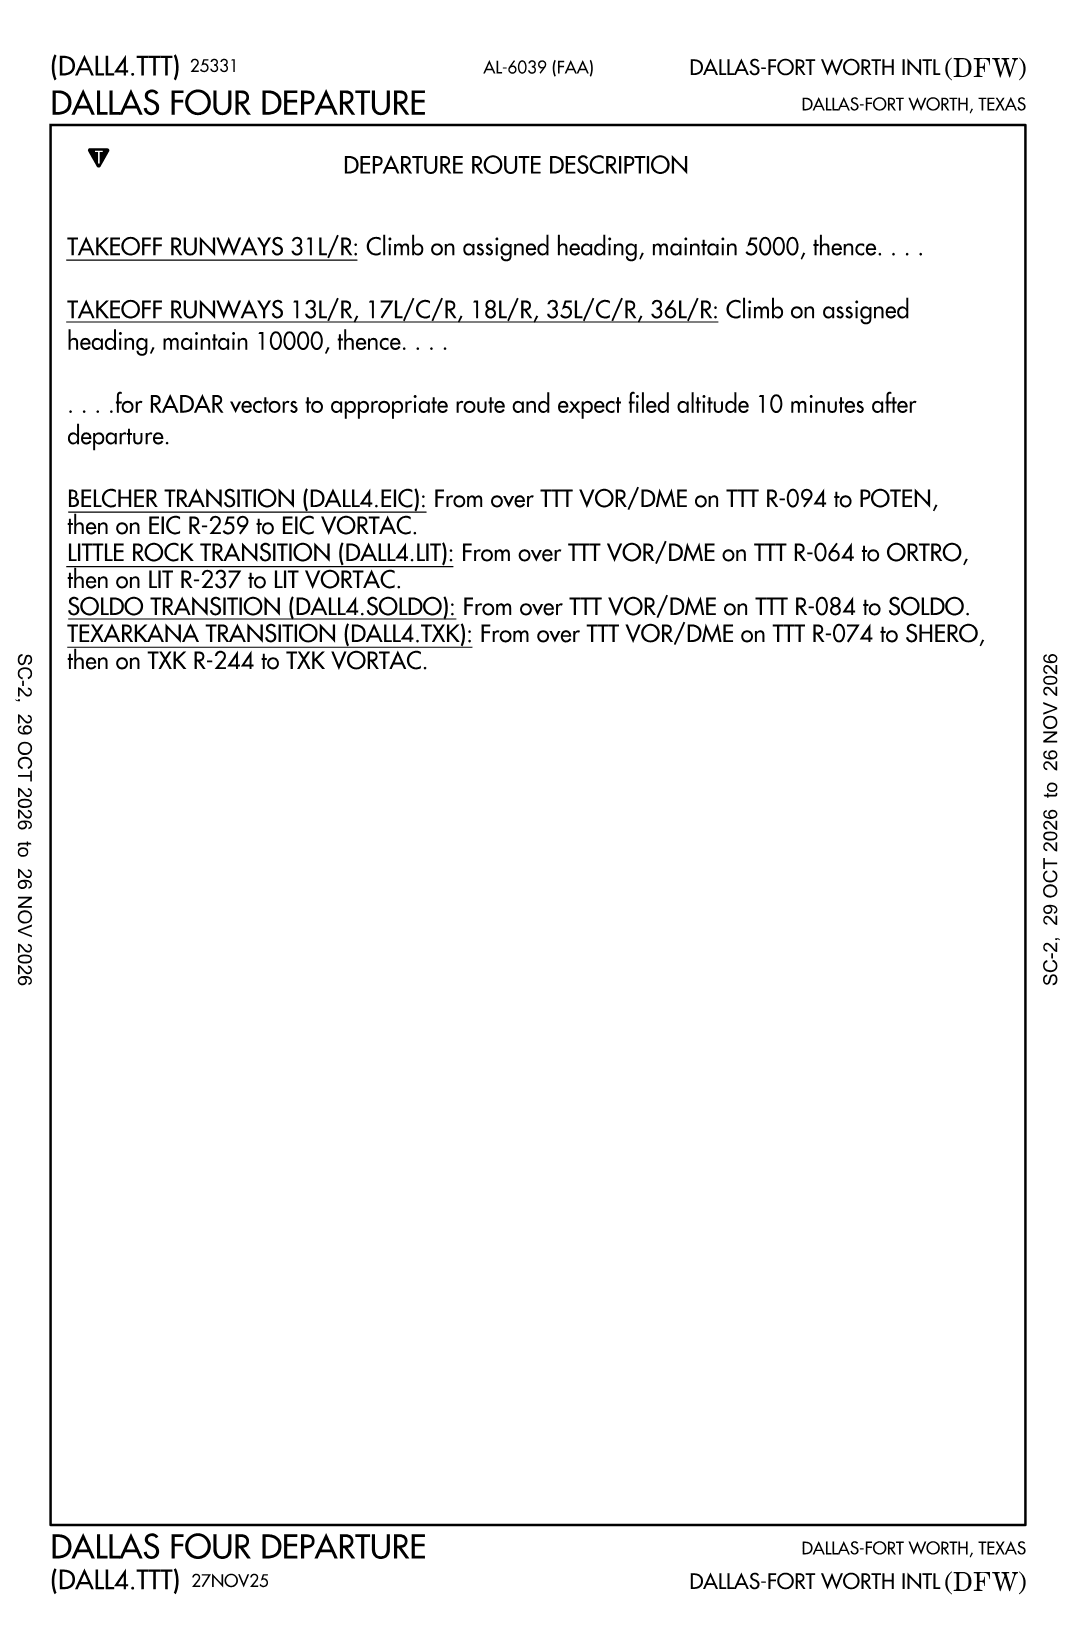 (DALL4.TTT) 25331
AL-6039 (FAA)
DALLAS-FORT WORTH INTL (DFW)
DALLAS FOUR DEPARTURE
DALLAS-FORT WORTH, TEXAS
T
DEPARTURE ROUTE DESCRIPTION
TAKEOFF RUNWAYS 31L/R: Climb on assigned heading, maintain 5000, thence. . . .
TAKEOFF RUNWAYS 13L/R, 17L/C/R, 18L/R, 35L/C/R, 36L/R: Climb on assigned
heading, maintain 10000, thence. . . .
. . . .for RADAR vectors to appropriate route and expect filed altitude 10 minutes after
departure.
BELCHER TRANSITION (DALL4.EIC): From over TTT VOR/DME on TTT R-094 to POTEN,
then on EIC R-259 to EIC VORTAC.
LITTLE ROCK TRANSITION (DALL4.LIT): From over TTT VOR/DME on TTT R-064 to ORTRO,
then on LIT R-237 to LIT VORTAC.
SOLDO TRANSITION (DALL4.SOLDO): From over TTT VOR/DME on TTT R-084 to SOLDO.
TEXARKANA TRANSITION (DALL4.TXK): From over TTT VOR/DME on TTT R-074 to SHERO,
then on TXK R-244 to TXK VORTAC.
SC-2, 29 OCT 2026 to 26 NOV 2026
SC-2, 29 OCT 2026 to 26 NOV 2026
DALLAS FOUR DEPARTURE
DALLAS-FORT WORTH, TEXAS
(DALL4.TTT) 27NOV25
DALLAS-FORT WORTH INTL (DFW)